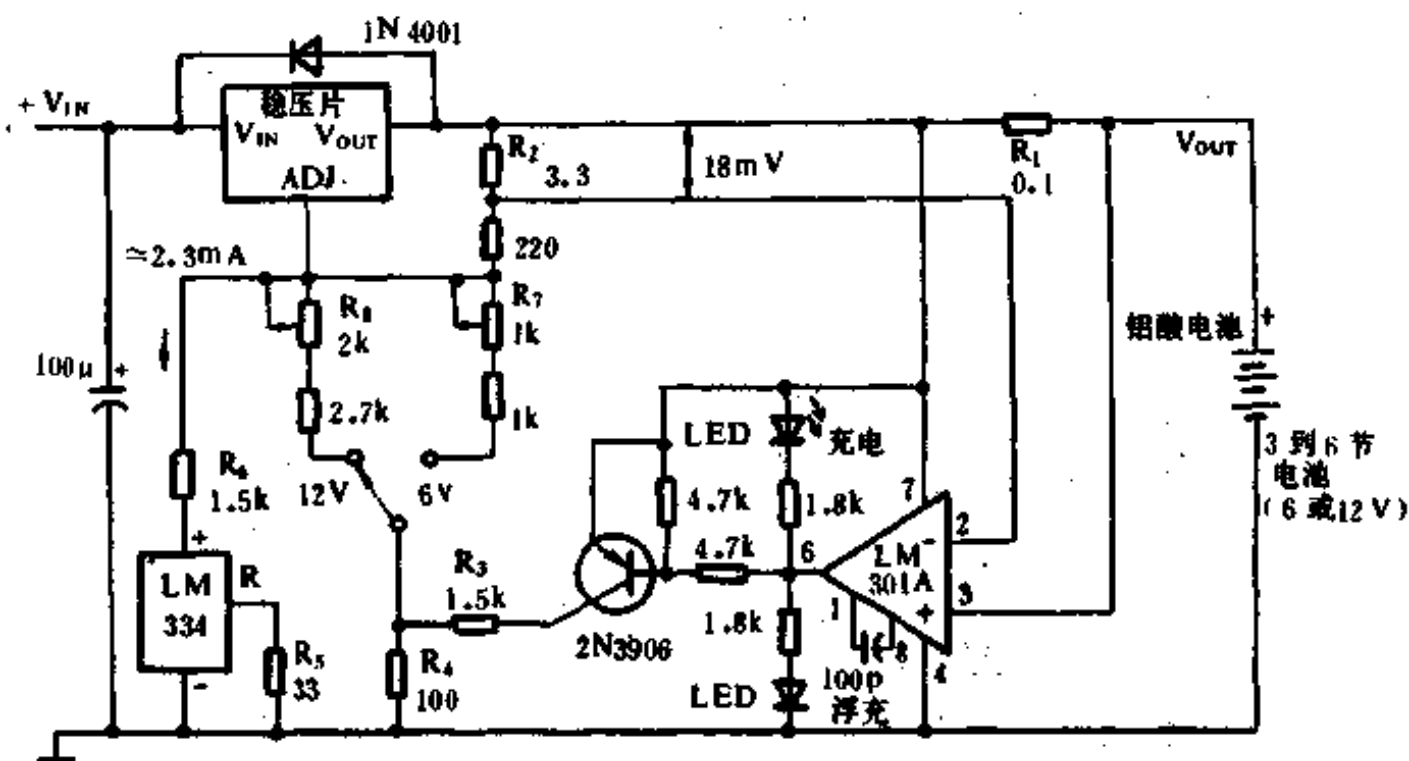 1N 4001
+ VIN
稳压片
VIN VOUT
ADJ
R2
3.3
18mV
R1
0.1
VOUT
220
≃2.3mA
R8
2k
R7
1k
100μ
+
2.7k
1k
铅酸电池
+
LED
充电
3 到 6 节
电池
(6 或12V)
R6
1.5k
12V
6V
4.7k
1.8k
7
2
-
+
LM
334
R
-
R3
1.5k
4.7k
6
LM
301A
3
+
1
8
4
2N3906
1.8k
R5
33
R4
100
LED
100p
浮充